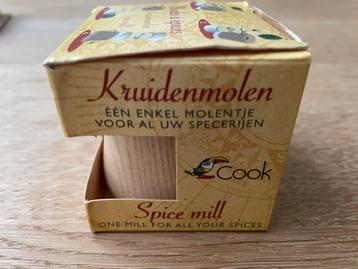 Kruidenmolen
ÉÉN ENKEL MOLENTJE
VOOR AL UW SPECERIJEN
Cook
Spice mill
ONE MILL FOR ALL YOUR SPICES